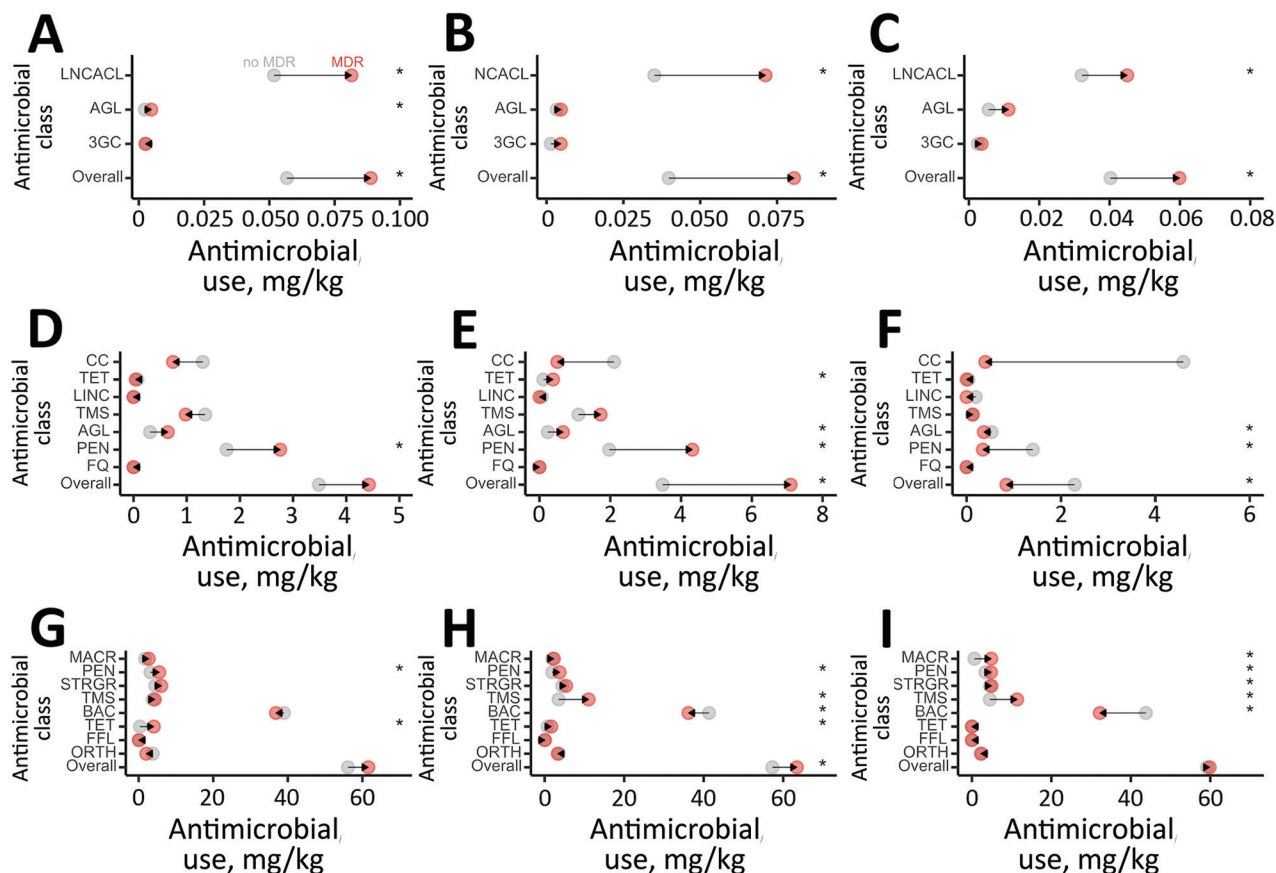 A
Antimicrobial
class
no MDR MDR
LNCACL *
AGL *
3GC
Overall *
0 0.025 0.050 0.075 0.100
Antimicrobial
use, mg/kg
B
Antimicrobial
class
NCACL *
AGL
3GC
Overall *
0 0.025 0.050 0.075
Antimicrobial
use, mg/kg
C
Antimicrobial
class
LNCACL *
AGL
3GC
Overall *
0 0.02 0.04 0.06 0.08
Antimicrobial
use, mg/kg
D
Antimicrobial
class
CC
TET
LINC
TMS
AGL
PEN *
FQ
Overall
0 1 2 3 4 5
Antimicrobial
use, mg/kg
E
Antimicrobial
class
CC
TET *
LINC
TMS
AGL *
PEN *
FQ
Overall *
0 2 4 6 8
Antimicrobial
use, mg/kg
F
Antimicrobial
class
CC
TET
LINC
TMS
AGL *
PEN *
FQ
Overall *
0 2 4 6
Antimicrobial
use, mg/kg
G
Antimicrobial
class
MACR
PEN *
STRGR
TMS
BAC
TET *
FFL
ORTH
Overall
0 20 40 60
Antimicrobial
use, mg/kg
H
Antimicrobial
class
MACR
PEN *
STRGR
TMS *
BAC *
TET *
FFL
ORTH
Overall *
0 20 40 60
Antimicrobial
use, mg/kg
I
Antimicrobial
class
MACR *
PEN *
STRGR *
TMS *
BAC *
TET
FFL
ORTH
Overall
0 20 40 60
Antimicrobial
use, mg/kg